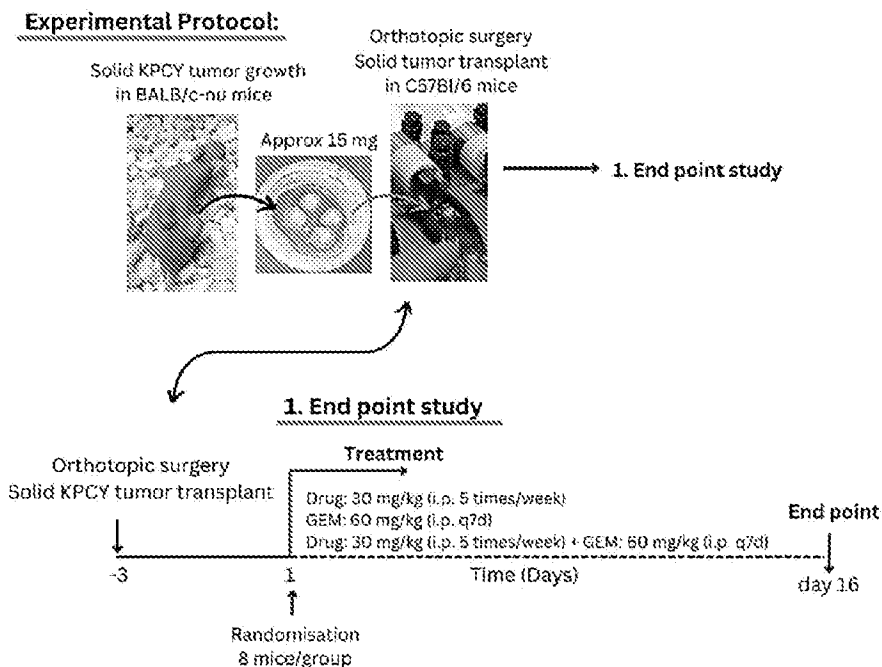 Experimental Protocol:
Solid KPCY tumor growth
in BALB/c-nu mice
Approx 15 mg
Orthotopic surgery
Solid tumor transplant
in C57Bl/6 mice
1. End point study
1. End point study
Orthotopic surgery
Solid KPCY tumor transplant
Treatment
Drug: 30 mg/kg (i.p. 5 times/week)
GEM: 60 mg/kg (i.p. q7d)
Drug: 30 mg/kg (i.p. 5 times/week) + GEM: 60 mg/kg (i.p. q7d)
End point
-3
1
Time (Days)
day 16
Randomisation
8 mice/group